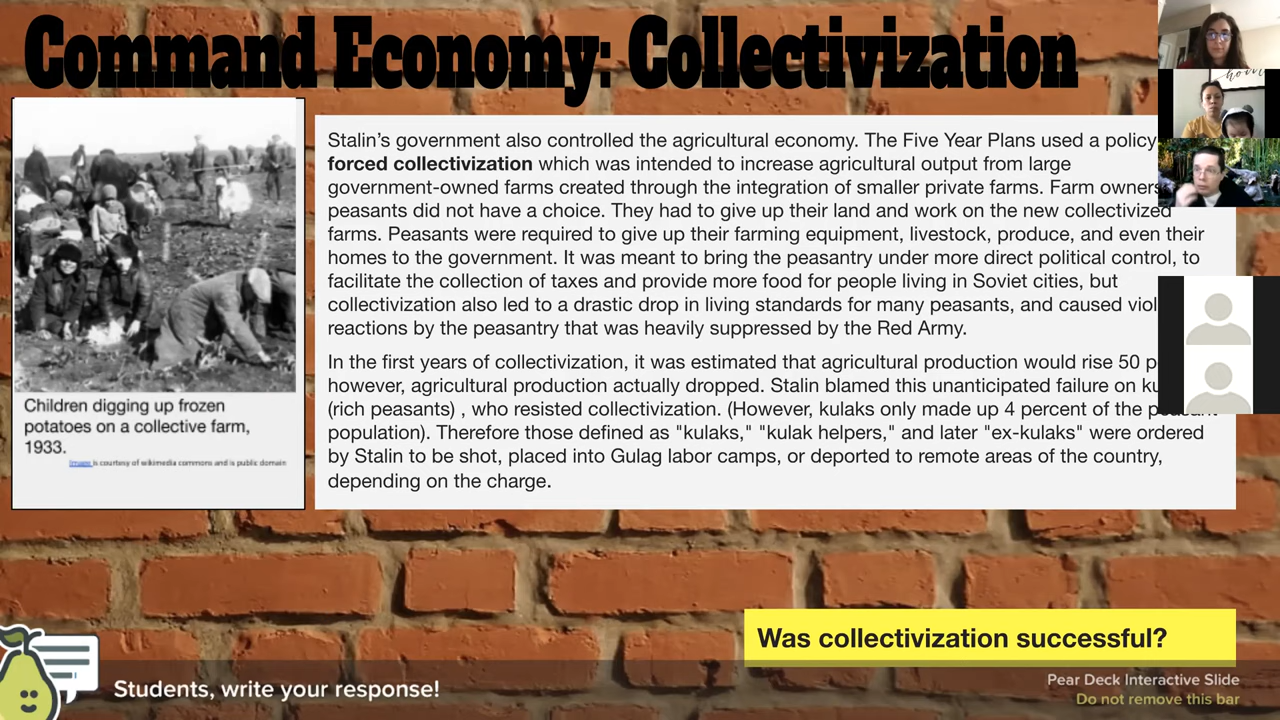 Command Economy: Collectivization
home
Stalin's government also controlled the agricultural economy. The Five Year Plans used a policy
forced collectivization which was intended to increase agricultural output from large
government-owned farms created through the integration of smaller private farms. Farm owners
peasants did not have a choice. They had to give up their land and work on the new collectivized
farms. Peasants were required to give up their farming equipment, livestock, produce, and even their
homes to the government. It was meant to bring the peasantry under more direct political control, to
facilitate the collection of taxes and provide more food for people living in Soviet cities, but
collectivization also led to a drastic drop in living standards for many peasants, and caused
reactions by the peasantry that was heavily suppressed by the Red Army.
In the first years of collectivization, it was estimated that agricultural production would rise 50
however, agricultural production actually dropped. Stalin blamed this unanticipated failure on
(rich peasants) , who resisted collectivization. (However, kulaks only made up 4 percent of the peasant
population). Therefore those defined as "kulaks," "kulak helpers," and later "ex-kulaks" were ordered
by Stalin to be shot, placed into Gulag labor camps, or deported to remote areas of the country,
depending on the charge.
Children digging up frozen
potatoes on a collective farm,
1933.
Image is courtesy of wikimedia commons and is public domain
Was collectivization successful?
Students, write your response!
Pear Deck Interactive Slide
Do not remove this bar